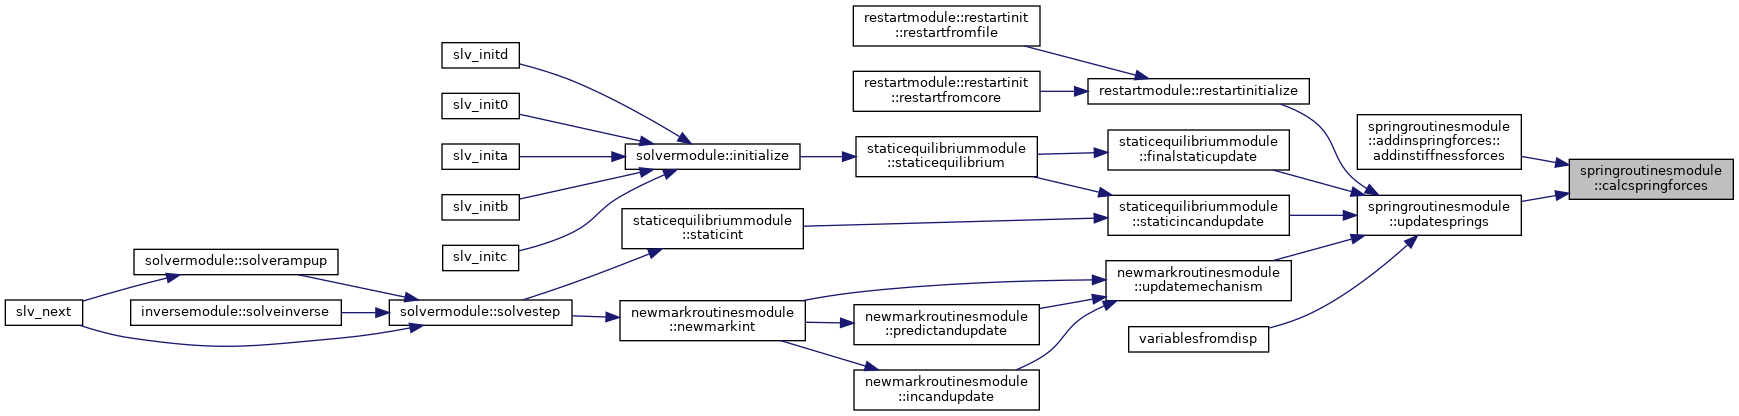 restartmodule::restartinit
::restartfromfile
slv_initd
restartmodule::restartinit
::restartfromcore
restartmodule::restartinitialize
slv_init0
springroutinesmodule
::addinspringforces::
addinstiffnessforces
staticequilibriummodule
::finalstaticupdate
staticequilibriummodule
::staticequilibrium
solvermodule::initialize
slv_inita
springroutinesmodule
::calcspringforces
slv_initb
staticequilibriummodule
::staticint
staticequilibriummodule
::staticincandupdate
springroutinesmodule
::updatesprings
slv_initc
solvermodule::solverampup
newmarkroutinesmodule
::updatemechanism
slv_next
inversemodule::solveinverse
solvermodule::solvestep
newmarkroutinesmodule
::newmarkint
newmarkroutinesmodule
::predictandupdate
variablesfromdisp
newmarkroutinesmodule
::incandupdate